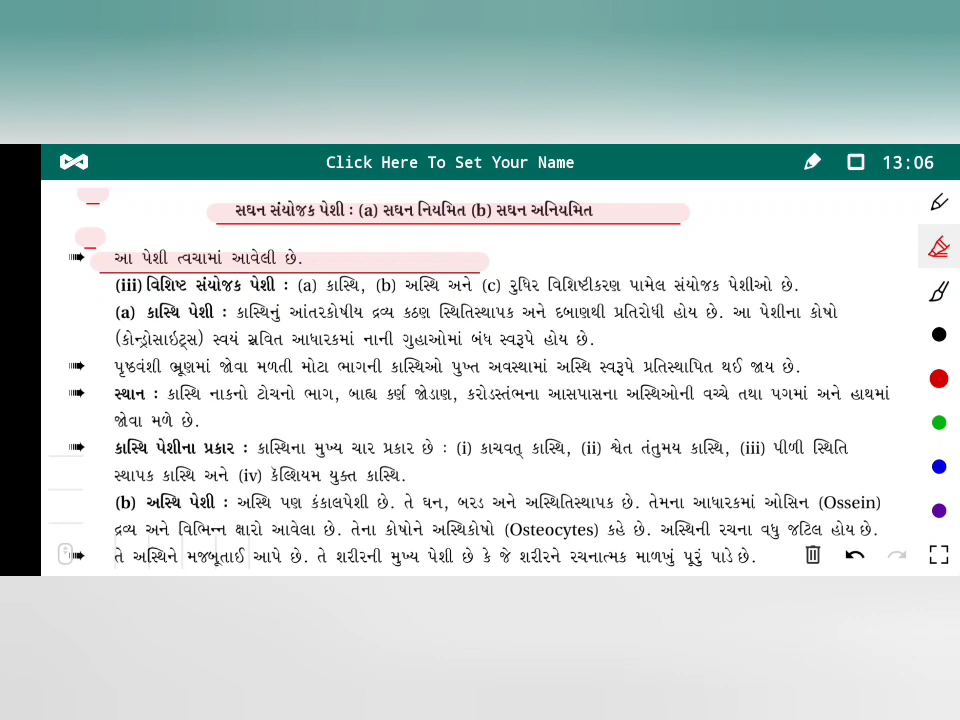 Click Here To Set Your Name
13:06
સઘન સંયોજક પેશી : (a) સઘન નિયમિત (b) સઘન અનિયમિત
➠ આ પેશી ત્વચામાં આવેલી છે.
(iii) વિશિષ્ટ સંયોજક પેશી : (a) કાસ્થિ, (b) અસ્થિ અને (c) રુધિર વિશિષ્ટીકરણ પામેલ સંયોજક પેશીઓ છે.
(a) કાસ્થિ પેશી : કાસ્થિનું આંતરકોષીય દ્રવ્ય કઠણ સ્થિતિસ્થાપક અને દબાણથી પ્રતિરોધી હોય છે. આ પેશીના કોષો
(કોન્ડ્રોસાઇટ્સ) સ્વયં સ્રવિત આધારકમાં નાની ગુહાઓમાં બંધ સ્વરૂપે હોય છે.
➠ પૃષ્ઠવંશી ભ્રૂણમાં જોવા મળતી મોટા ભાગની કાસ્થિઓ પુખ્ત અવસ્થામાં અસ્થિ સ્વરૂપે પ્રતિસ્થાપિત થઈ જાય છે.
➠ સ્થાન : કાસ્થિ નાકનો ટોચનો ભાગ, બાહ્ય કર્ણ જોડાણ, કરોડસ્તંભના આસપાસના અસ્થિઓની વચ્ચે તથા પગમાં અને હાથમાં
જોવા મળે છે.
➠ કાસ્થિ પેશીના પ્રકાર : કાસ્થિના મુખ્ય ચાર પ્રકાર છે : (i) કાચવત્ કાસ્થિ, (ii) શ્વેત તંતુમય કાસ્થિ, (iii) પીળી સ્થિતિ
સ્થાપક કાસ્થિ અને (iv) કૅલ્શિયમ યુક્ત કાસ્થિ.
(b) અસ્થિ પેશી : અસ્થિ પણ કંકાલપેશી છે. તે ઘન, બરડ અને અસ્થિતિસ્થાપક છે. તેમના આધારકમાં ઓસિન (Ossein)
દ્રવ્ય અને વિભિન્ન ક્ષારો આવેલા છે. તેના કોષોને અસ્થિકોષો (Osteocytes) કહે છે. અસ્થિની રચના વધુ જટિલ હોય છે.
➠ તે અસ્થિને મજબૂતાઈ આપે છે. તે શરીરની મુખ્ય પેશી છે કે જે શરીરને રચનાત્મક માળખું પૂરું પાડે છે.